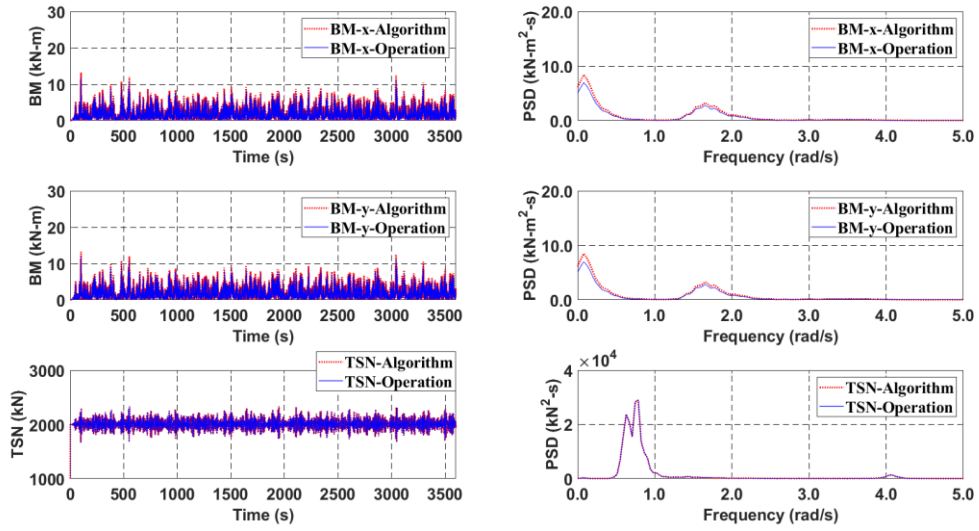 30
20
10
0
BM (kN-m)
BM-x-Algorithm
BM-x-Operation
0 500 1000 1500 2000 2500 3000 3500
Time (s)
20.0
10.0
0.0
PSD (kN-m²-s)
BM-x-Algorithm
BM-x-Operation
0.0 1.0 2.0 3.0 4.0 5.0
Frequency (rad/s)
30
20
10
0
BM (kN-m)
BM-y-Algorithm
BM-y-Operation
0 500 1000 1500 2000 2500 3000 3500
Time (s)
20.0
10.0
0.0
PSD (kN-m²-s)
BM-y-Algorithm
BM-y-Operation
0.0 1.0 2.0 3.0 4.0 5.0
Frequency (rad/s)
3000
2000
1000
TSN (kN)
TSN-Algorithm
TSN-Operation
0 500 1000 1500 2000 2500 3000 3500
Time (s)
×10⁴
4
2
0
PSD (kN²-s)
TSN-Algorithm
TSN-Operation
0.0 1.0 2.0 3.0 4.0 5.0
Frequency (rad/s)